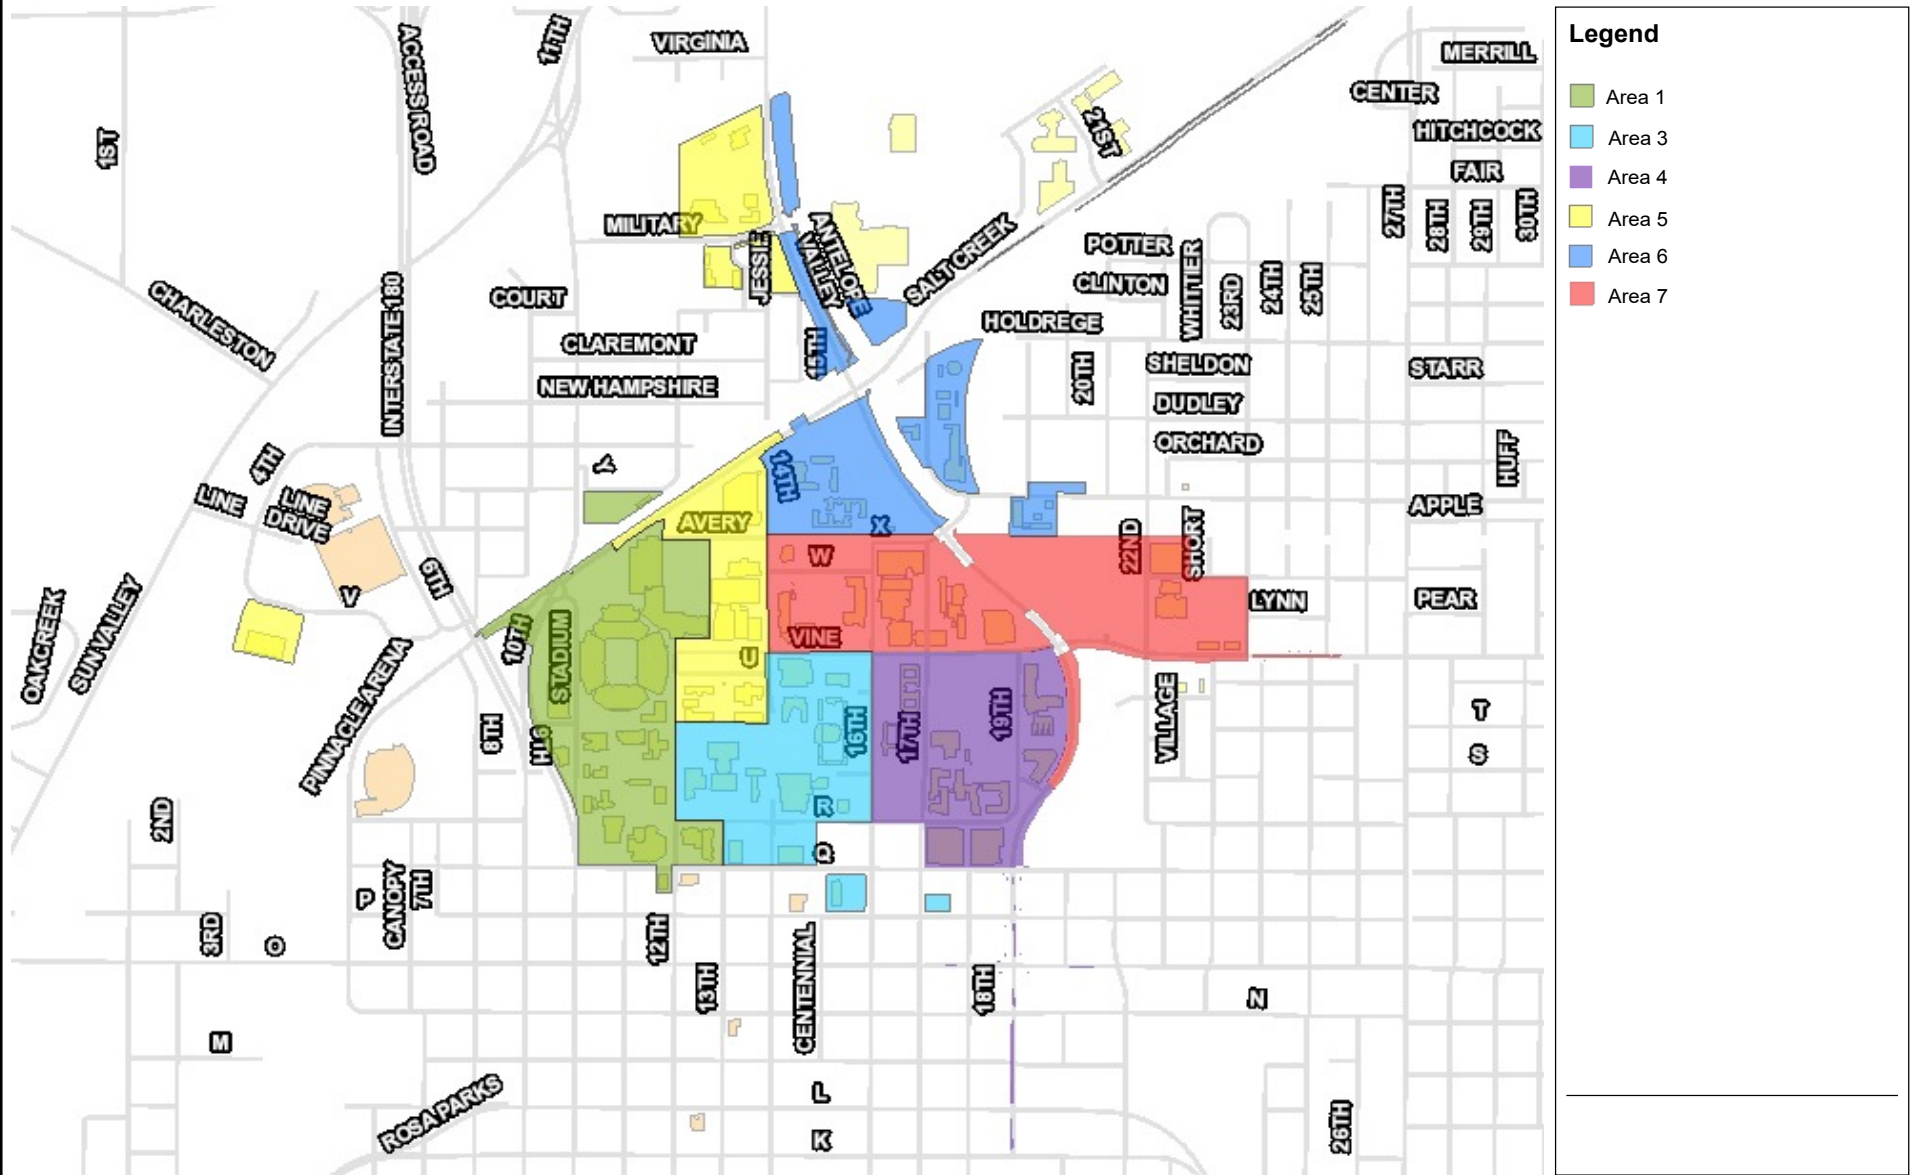 VIRGINIA
11TH
ACCESS ROAD
1ST
MERRILL
CENTER
HITCHCOCK
FAIR
21ST
27TH
28TH
29TH
30TH
MILITARY
JESSIE
ANTELOPE
VALLEY
SALT CREEK
POTTER
CLINTON
WHITTIER
23RD
24TH
25TH
CHARLESTON
INTERSTATE 180
COURT
CLAREMONT
NEW HAMPSHIRE
15TH
HOLDREGE
20TH
SHELDON
DUDLEY
ORCHARD
STARR
HUFF
4TH
Y
14TH
LINE
LINE
DRIVE
AVERY
X
APPLE
W
22ND
SHORT
6TH
V
OAKCREEK
SUN VALLEY
10TH
STADIUM
VINE
U
LYNN
PEAR
PINNACLE ARENA
8TH
16TH
17TH
19TH
VILLAGE
T
S
2ND
R
Q
P
CANOPY
7TH
3RD
O
12TH
13TH
CENTENNIAL
18TH
N
M
L
K
ROSA PARKS
26TH
Legend
Area 1
Area 3
Area 4
Area 5
Area 6
Area 7